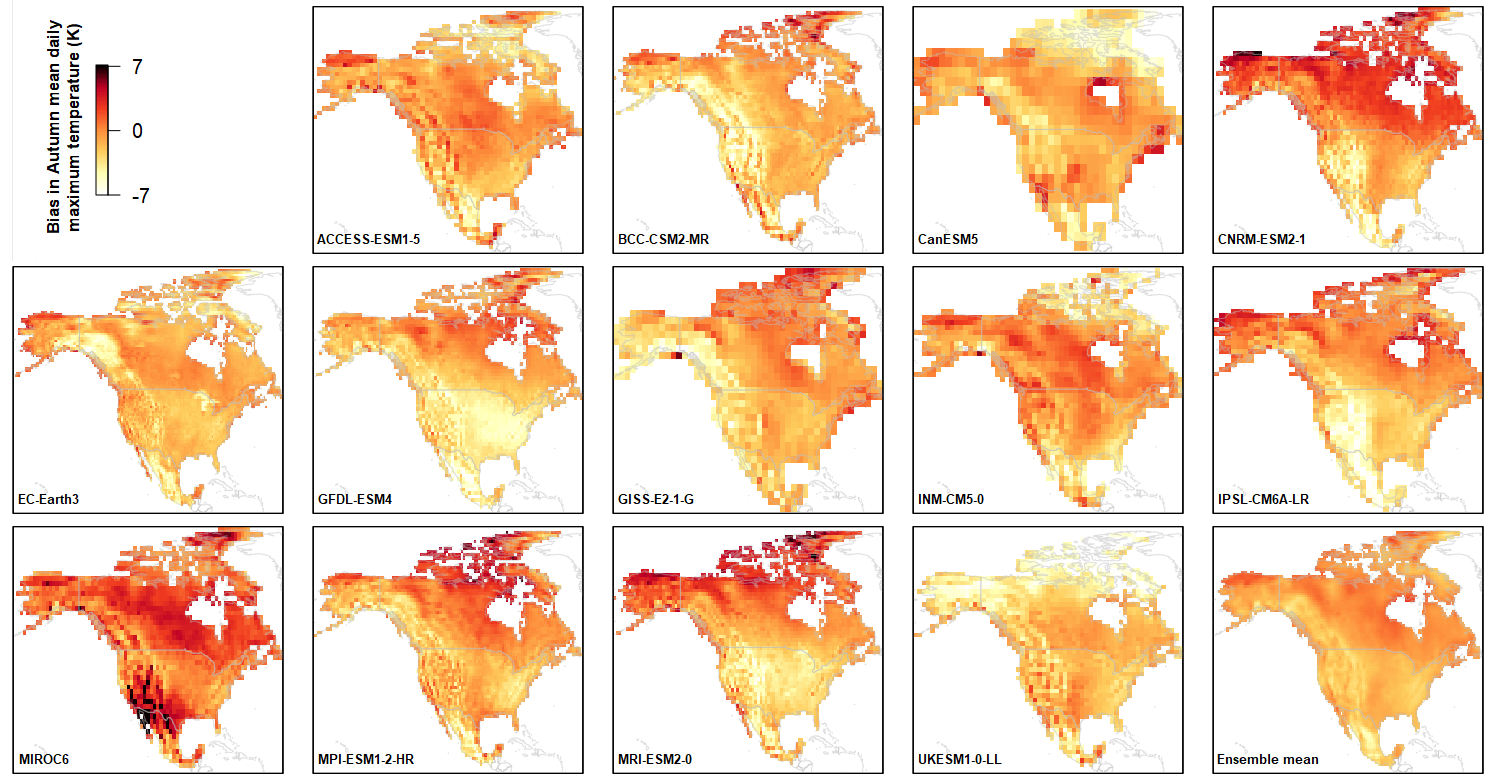 Bias in Autumn mean daily
maximum temperature (K)
7
0
-7
ACCESS-ESM1-5
BCC-CSM2-MR
CanESM5
CNRM-ESM2-1
EC-Earth3
GFDL-ESM4
GISS-E2-1-G
INM-CM5-0
IPSL-CM6A-LR
MIROC6
MPI-ESM1-2-HR
MRI-ESM2-0
UKESM1-0-LL
Ensemble mean